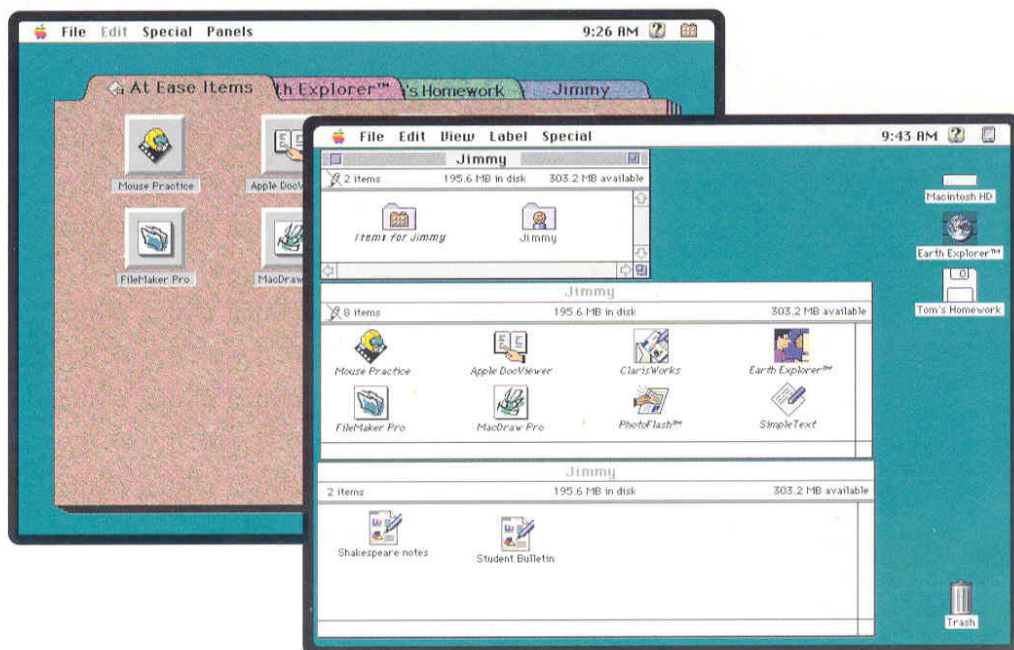 File Edit Special Panels 9:26 AM
At Ease Items
th Explorer™
's Homework
Jimmy
Mouse Practice
Apple DocV
FileMaker Pro
MacDraw
File Edit View Label Special 9:43 AM
Jimmy
2 items 195.6 MB in disk 303.2 MB available
Items for Jimmy
Jimmy
Jimmy
8 items 195.6 MB in disk 303.2 MB available
Mouse Practice
Apple DocViewer
ClarisWorks
Earth Explorer™
FileMaker Pro
MacDraw Pro
PhotoFlash™
SimpleText
Jimmy
2 items 195.6 MB in disk 303.2 MB available
Shakespeare notes
Student Bulletin
Macintosh HD
Earth Explorer™
Tom's Homework
Trash